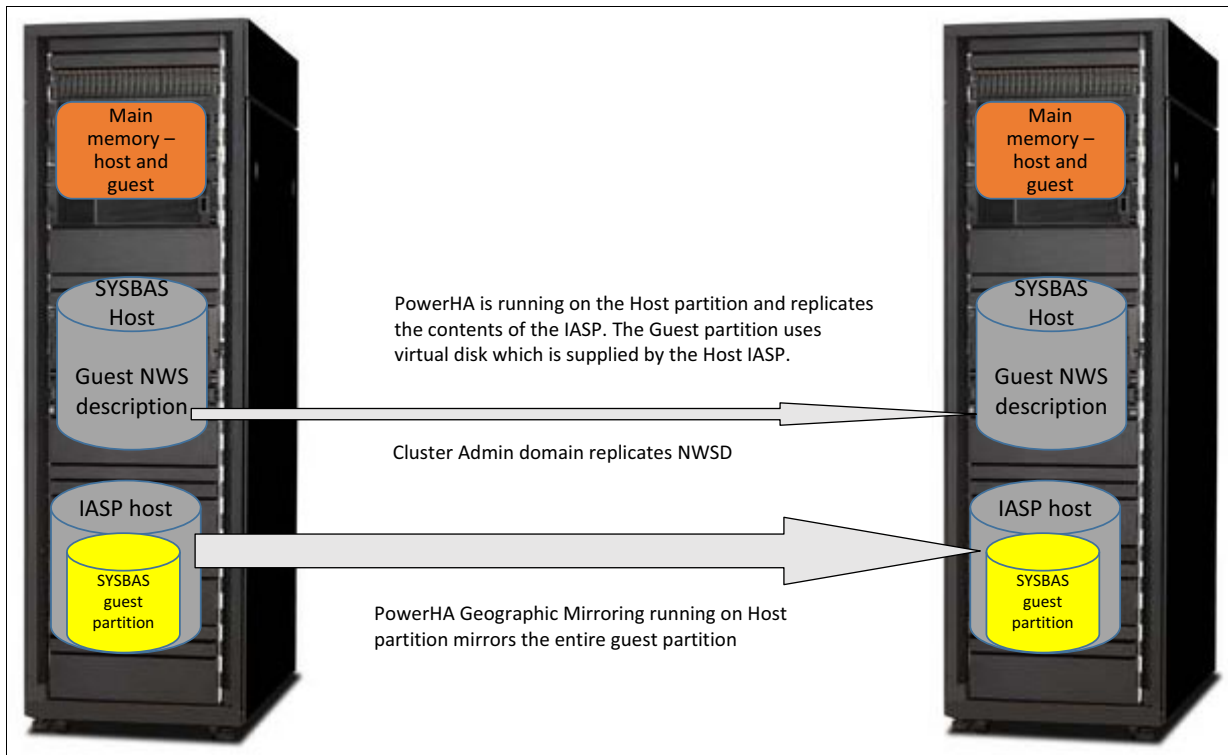 Main
memory –
host and
guest
SYSBAS
Host
Guest NWS
description
IASP host
SYSBAS
guest
partition
PowerHA is running on the Host partition and replicates
the contents of the IASP. The Guest partition uses
virtual disk which is supplied by the Host IASP.
Cluster Admin domain replicates NWSD
PowerHA Geographic Mirroring running on Host
partition mirrors the entire guest partition
Main
memory –
host and
guest
SYSBAS
Host
Guest NWS
description
IASP host
SYSBAS
guest
partition